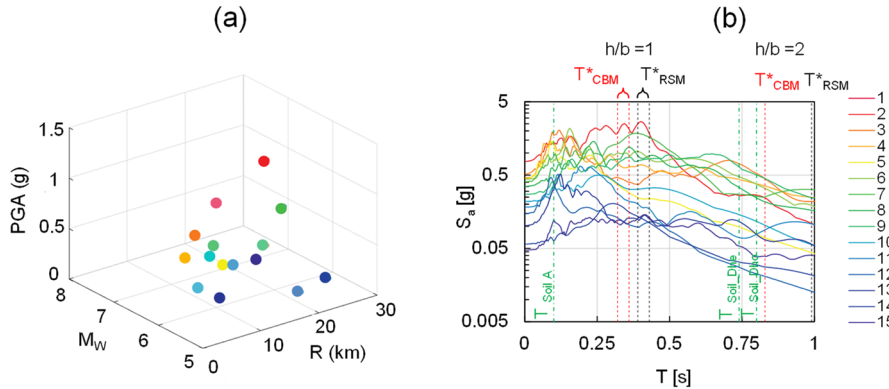 (a)
1.5
1
0.5
0
PGA (g)
8
7
6
5
M_W
0
10
20
30
R (km)
(b)
h/b =1
h/b =2
T*_CBM
T*_RSM
T*_CBM
T*_RSM
5
0.5
0.05
0.005
S_a [g]
T_Soil_A
T_Soil_Dke
0
0.25
0.5
0.75
1
T [s]
1
2
3
4
5
6
7
8
9
10
11
12
13
14
15